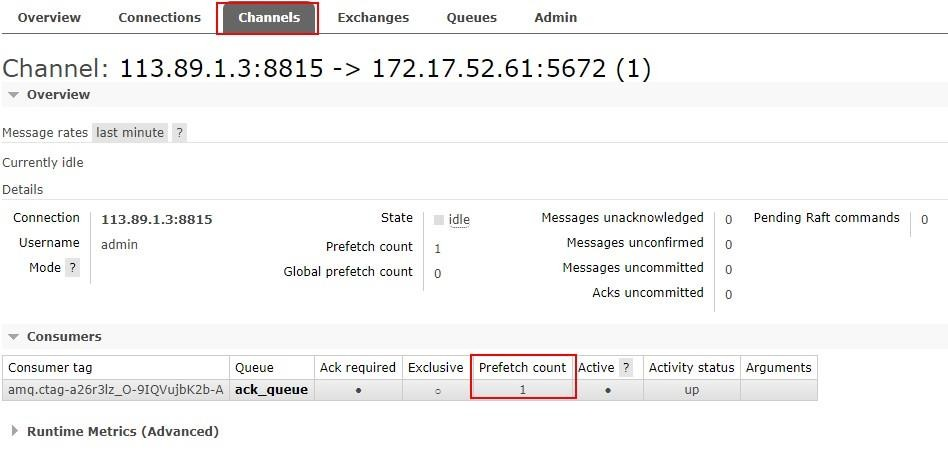 Overview Connections Channels Exchanges Queues Admin
Channel: 113.89.1.3:8815 -> 172.17.52.61:5672 (1)
Overview
Message rates last minute ?
Currently idle
Details
Connection 113.89.1.3:8815 State idle Messages unacknowledged 0 Pending Raft commands 0
Username admin Prefetch count 1 Messages unconfirmed 0
Mode ? Global prefetch count 0 Messages uncommitted 0
Acks uncommitted 0
Consumers
Consumer tag Queue Ack required Exclusive Prefetch count Active ? Activity status Arguments
amq.ctag-a26r3lz_O-9IQVujbK2b-A ack_queue ● ○ 1 ● up
Runtime Metrics (Advanced)